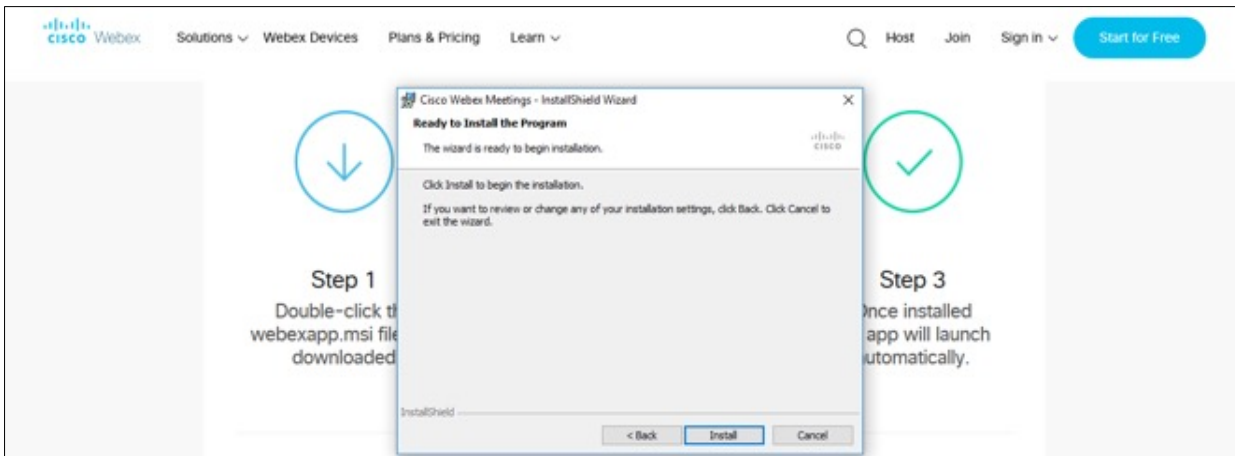 CISCO Webex Solutions Webex Devices Plans & Pricing Learn Host Join Sign in Start for Free
Cisco Webex Meetings - InstallShield Wizard
Ready to Install the Program
The wizard is ready to begin installation.
CISCO
Click Install to begin the installation.
If you want to review or change any of your installation settings, click Back. Click Cancel to
exit the wizard.
Step 1
Double-click
webexapp.msi
downloaded
Step 3
installed
app will launch
automatically.
InstallShield
< Back Install Cancel